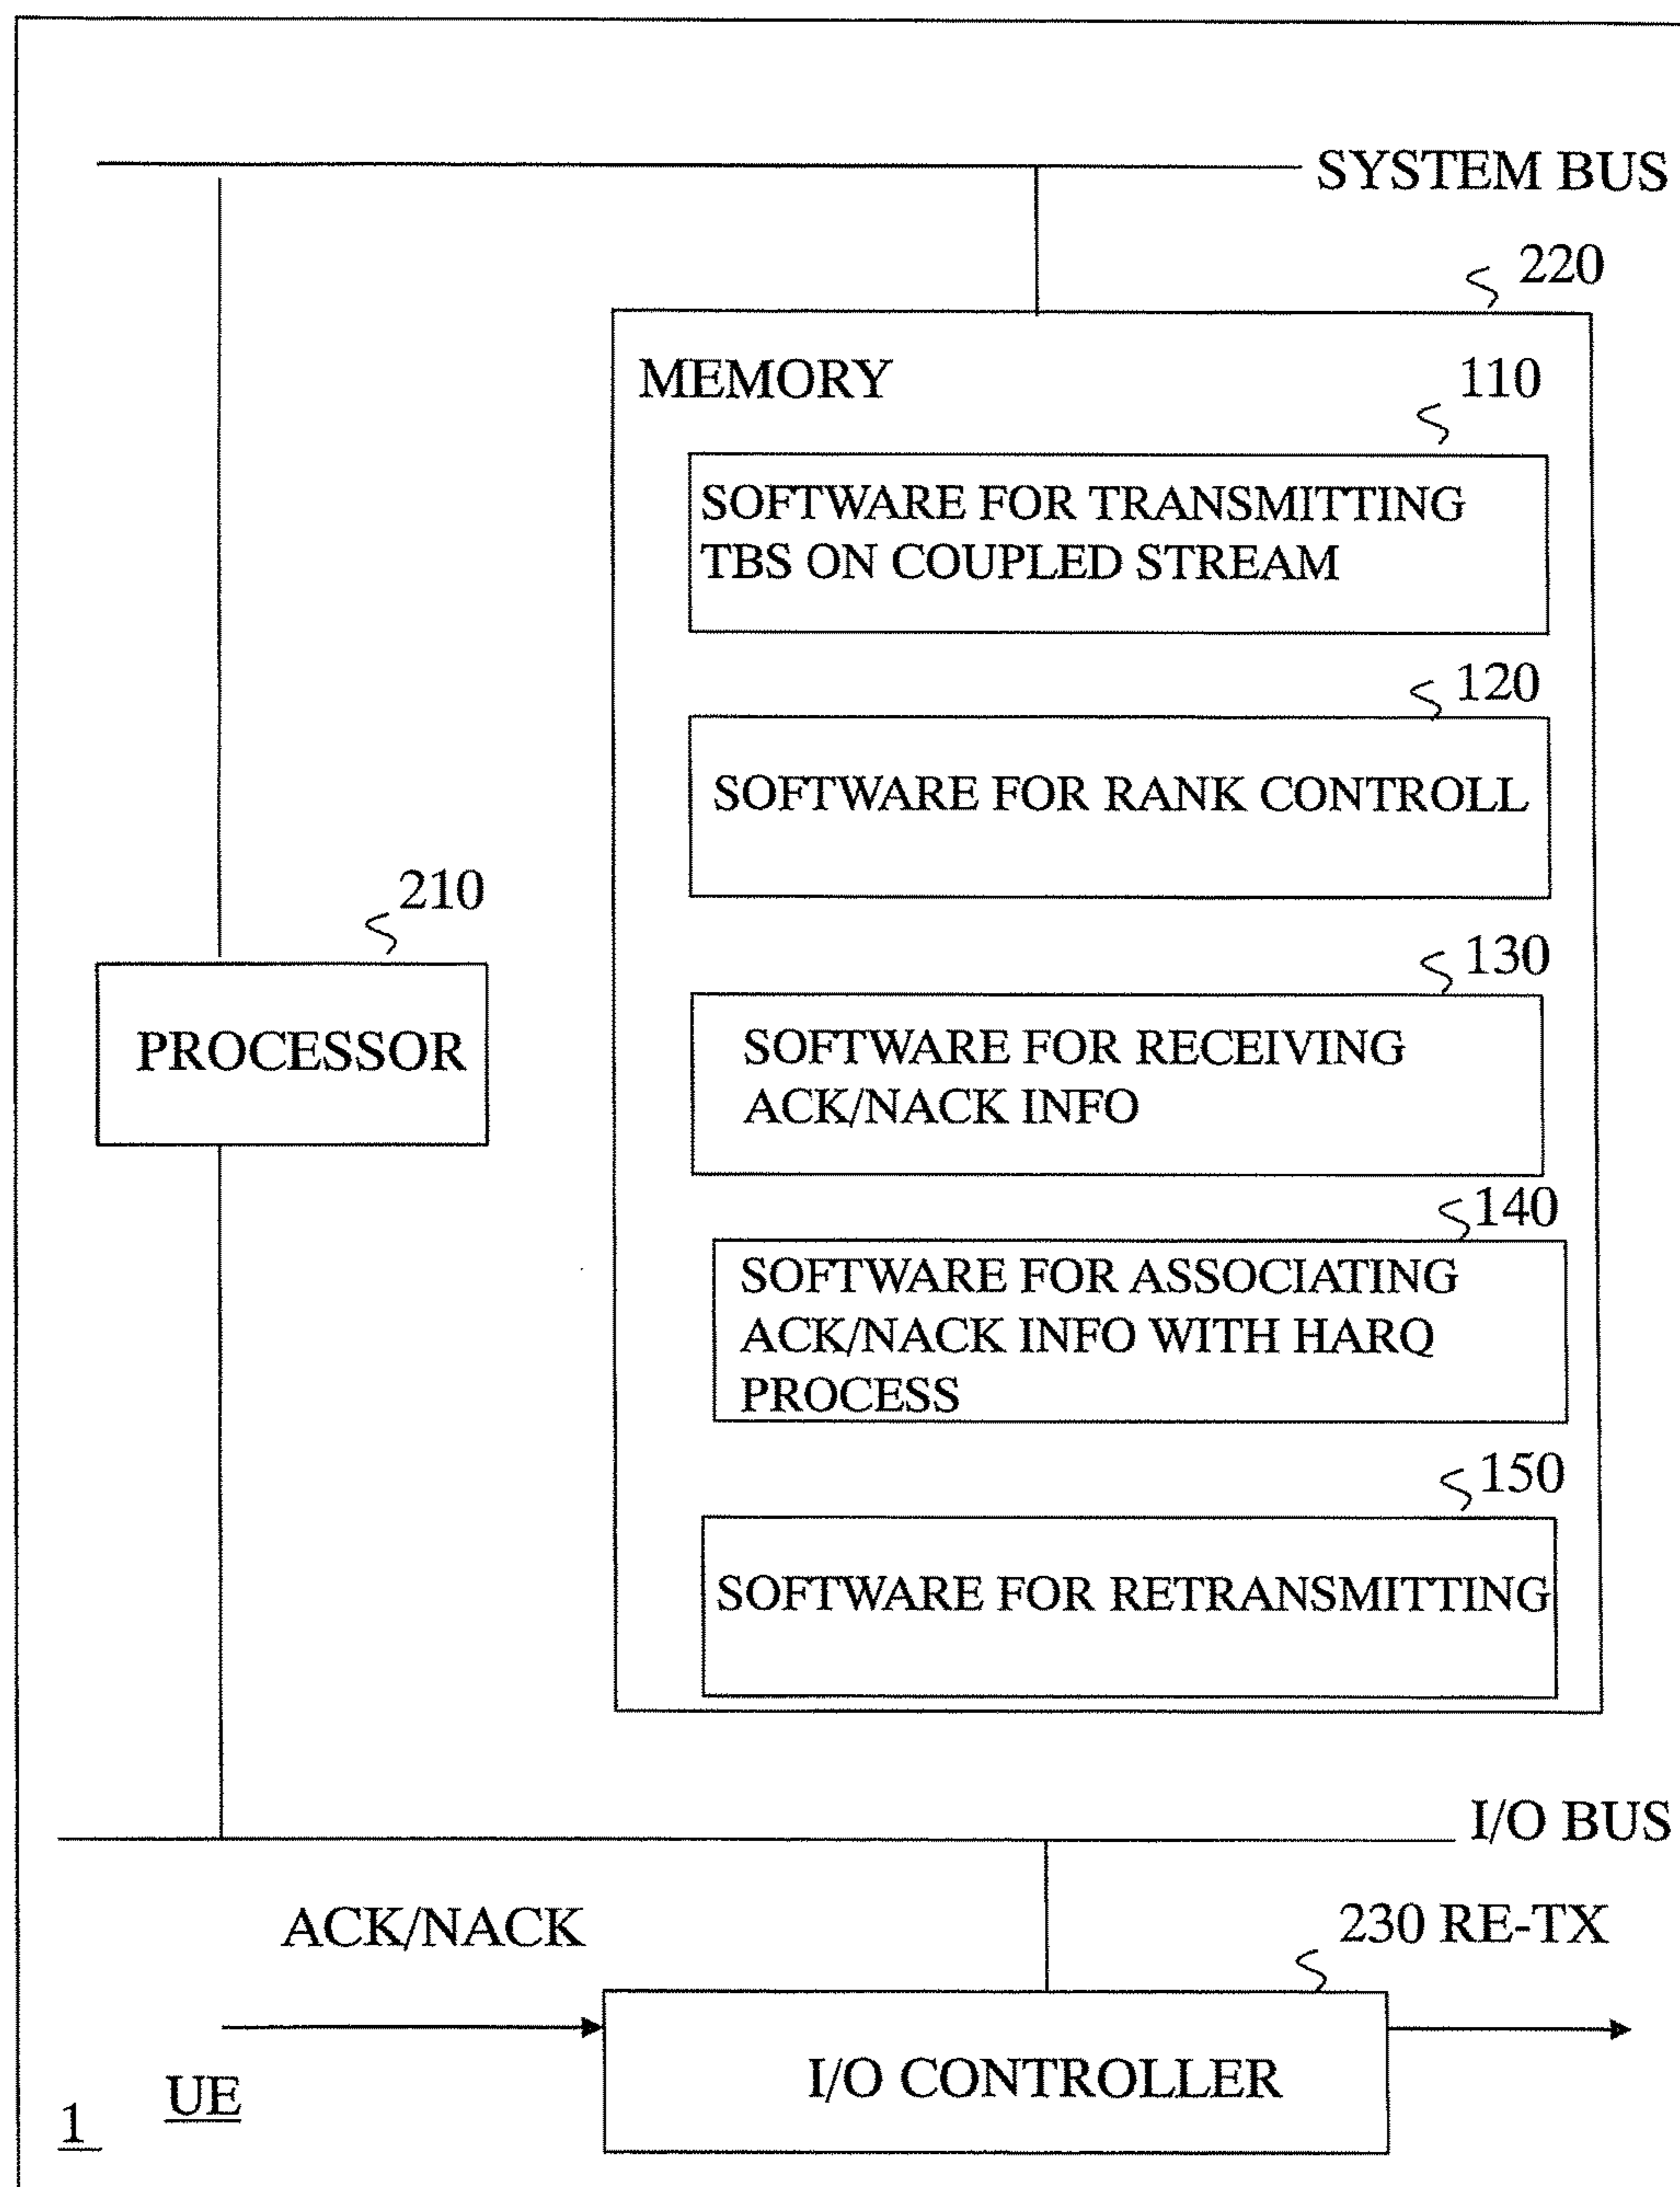 SYSTEM BUS
220
MEMORY
110
SOFTWARE FOR TRANSMITTING
TBS ON COUPLED STREAM
120
SOFTWARE FOR RANK CONTROLL
210
PROCESSOR
130
SOFTWARE FOR RECEIVING
ACK/NACK INFO
140
SOFTWARE FOR ASSOCIATING
ACK/NACK INFO WITH HARQ
PROCESS
150
SOFTWARE FOR RETRANSMITTING
I/O BUS
ACK/NACK
230 RE-TX
I/O CONTROLLER
UE
1